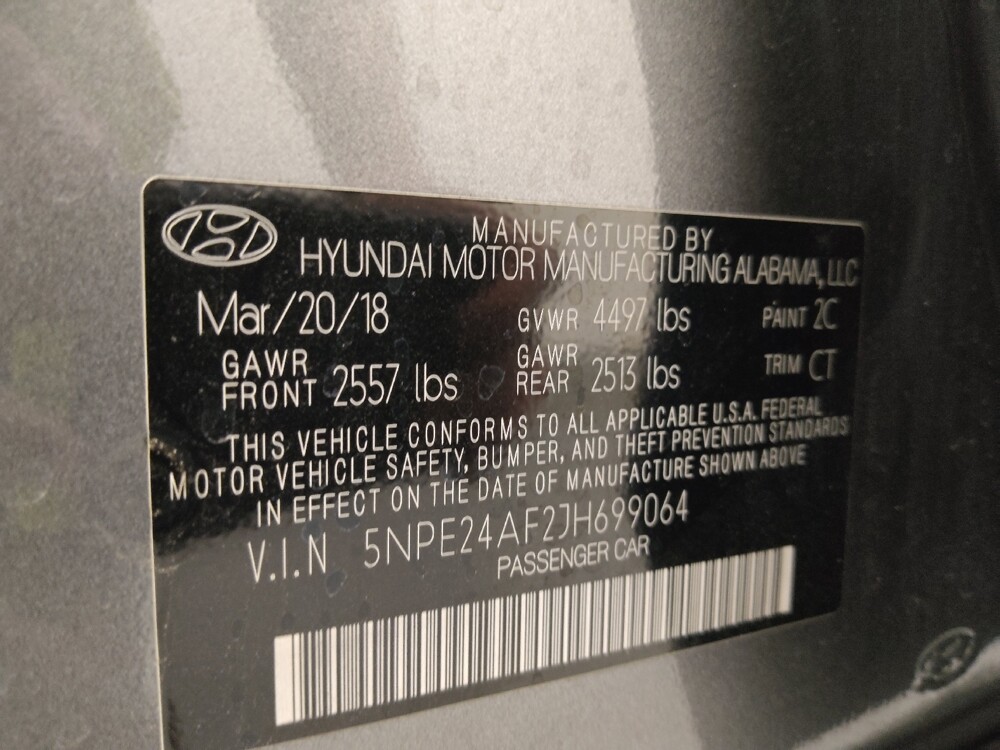 MANUFACTURED BY
HYUNDAI MOTOR MANUFACTURING ALABAMA, LLC
Mar/20/18 GVWR 4497 lbs PAINT 2C
GAWR FRONT 2557 lbs GAWR REAR 2513 lbs TRIM CT
THIS VEHICLE CONFORMS TO ALL APPLICABLE U.S.A. FEDERAL
MOTOR VEHICLE SAFETY, BUMPER, AND THEFT PREVENTION STANDARDS
IN EFFECT ON THE DATE OF MANUFACTURE SHOWN ABOVE
V.I.N 5NPE24AF2JH699064
PASSENGER CAR